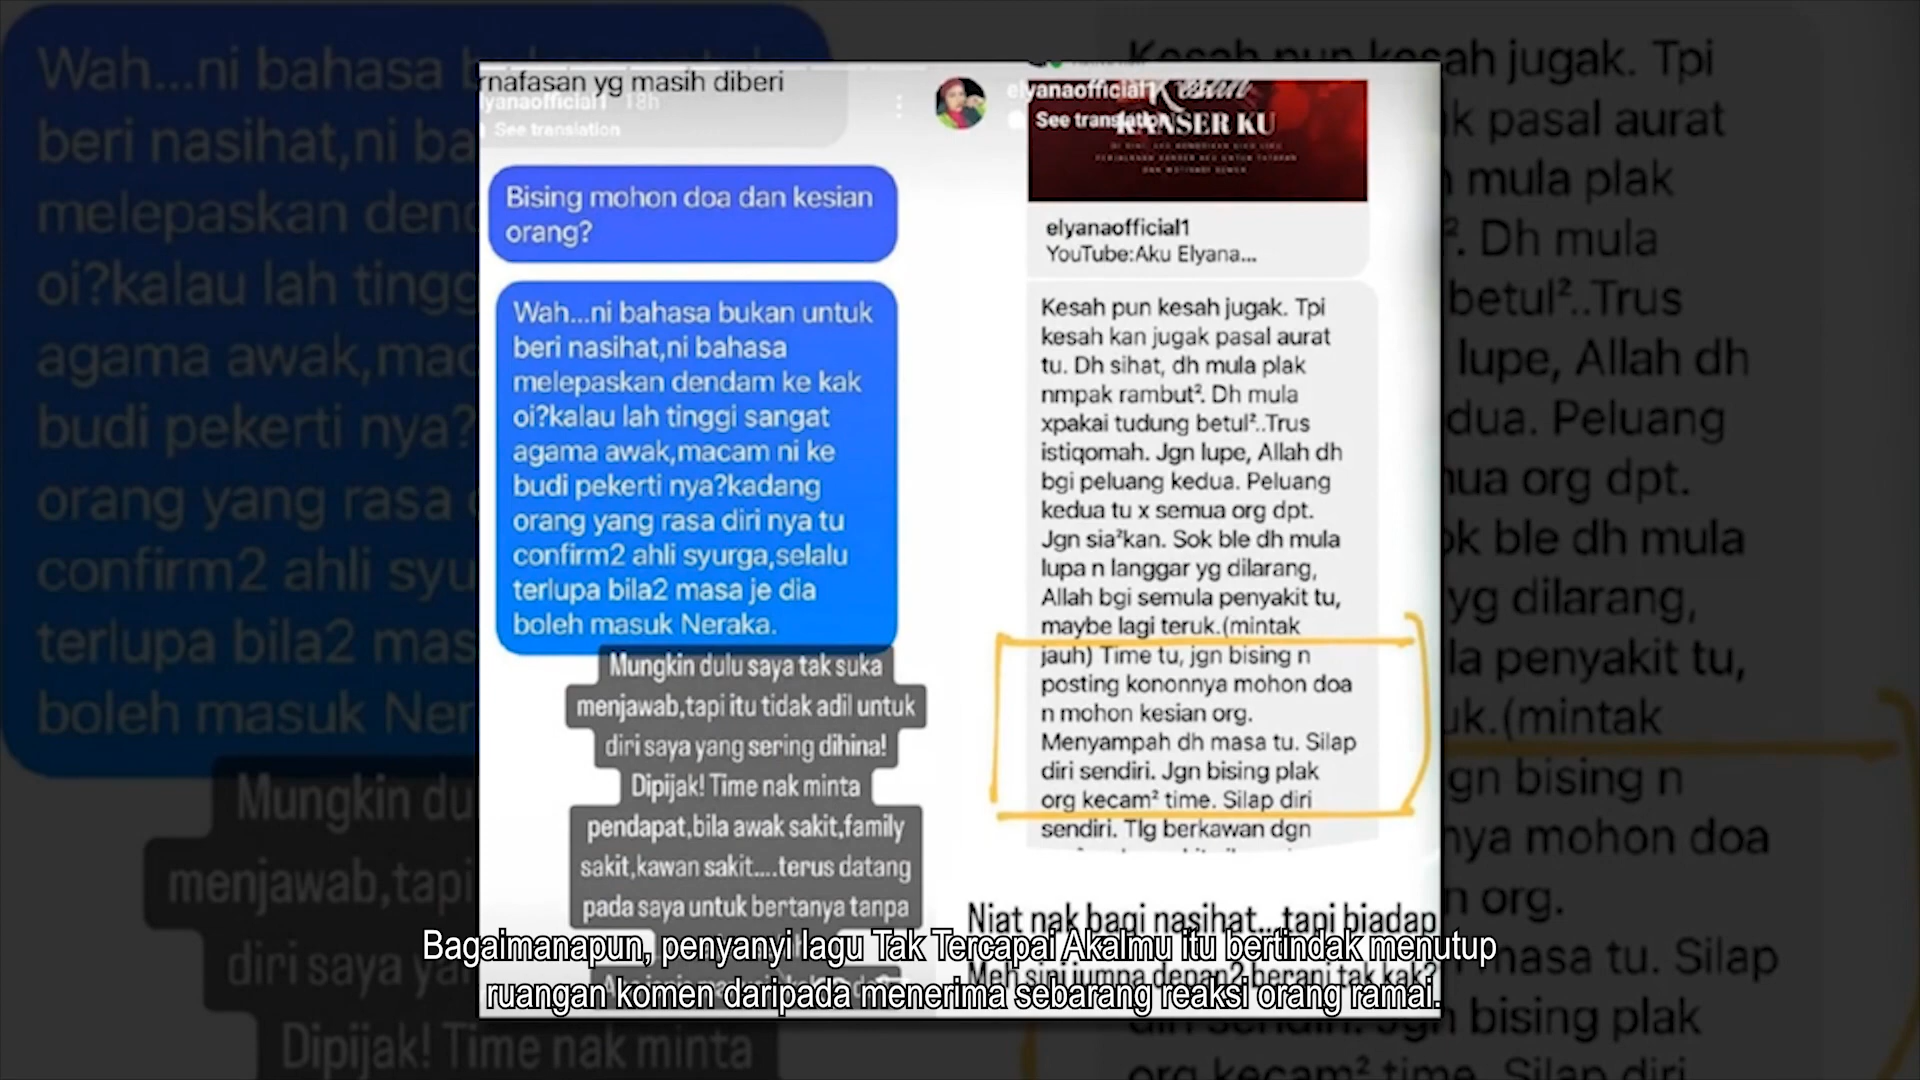 rnafasan yg masih diberi
lyanaofficial1 18h
See translation
Bising mohon doa dan kesian
orang?
Wah...ni bahasa bukan untuk
beri nasihat,ni bahasa
melepaskan dendam ke kak
oi?kalau lah tinggi sangat
agama awak,macam ni ke
budi pekerti nya?kadang
orang yang rasa diri nya tu
confirm2 ahli syurga,selalu
terlupa bila2 masa je dia
boleh masuk Neraka.
Mungkin dulu saya tak suka
menjawab,tapi itu tidak adil untuk
diri saya yang sering dihina!
Dipijak! Time nak minta
pendapat,bila awak sakit,family
sakit,kawan sakit....terus datang
pada saya untuk bertanya tanpa
elyanaofficial1
See translation
KANSER KU
elyanaofficial1
YouTube:Aku Elyana...
Kesah pun kesah jugak. Tpi
kesah kan jugak pasal aurat
tu. Dh sihat, dh mula plak
nmpak rambut². Dh mula
xpakai tudung betul²..Trus
istiqomah. Jgn lupe, Allah dh
bgi peluang kedua. Peluang
kedua tu x semua org dpt.
Jgn sia²kan. Sok ble dh mula
lupa n langgar yg dilarang,
Allah bgi semula penyakit tu,
maybe lagi teruk.(mintak
jauh) Time tu, jgn bising n
posting kononnya mohon doa
n mohon kesian org.
Menyampah dh masa tu. Silap
diri sendiri. Jgn bising plak
org kecam² time. Silap diri
sendiri. Tlg berkawan dgn
Niat nak bagi nasihat...tapi biadap
Meh sini jumpa depan2 berani tak kak?
Bagaimanapun, penyanyi lagu Tak Tercapai Akalmu itu bertindak menutup
ruangan komen daripada menerima sebarang reaksi orang ramai.